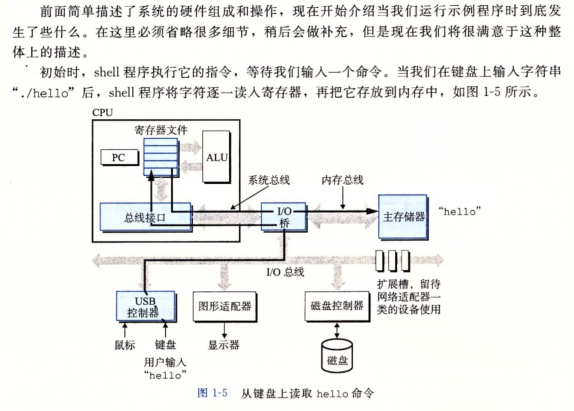 前面简单描述了系统的硬件组成和操作，现在开始介绍当我们运行示例程序时到底发
生了些什么。在这里必须省略很多细节，稍后会做补充，但是现在我们将很满意于这种整
体上的描述。
初始时，shell 程序执行它的指令，等待我们输入一个命令。当我们在键盘上输入字符串
“./hello”后，shell 程序将字符逐一读入寄存器，再把它存放到内存中，如图 1-5 所示。
CPU
寄存器文件
PC
ALU
系统总线
内存总线
总线接口
I/O
桥
主存储器
“hello”
I/O 总线
扩展槽，留待
网络适配器一
类的设备使用
USB
控制器
图形适配器
磁盘控制器
鼠标
键盘
显示器
用户输入
“hello”
磁盘
图 1-5 从键盘上读取 hello 命令